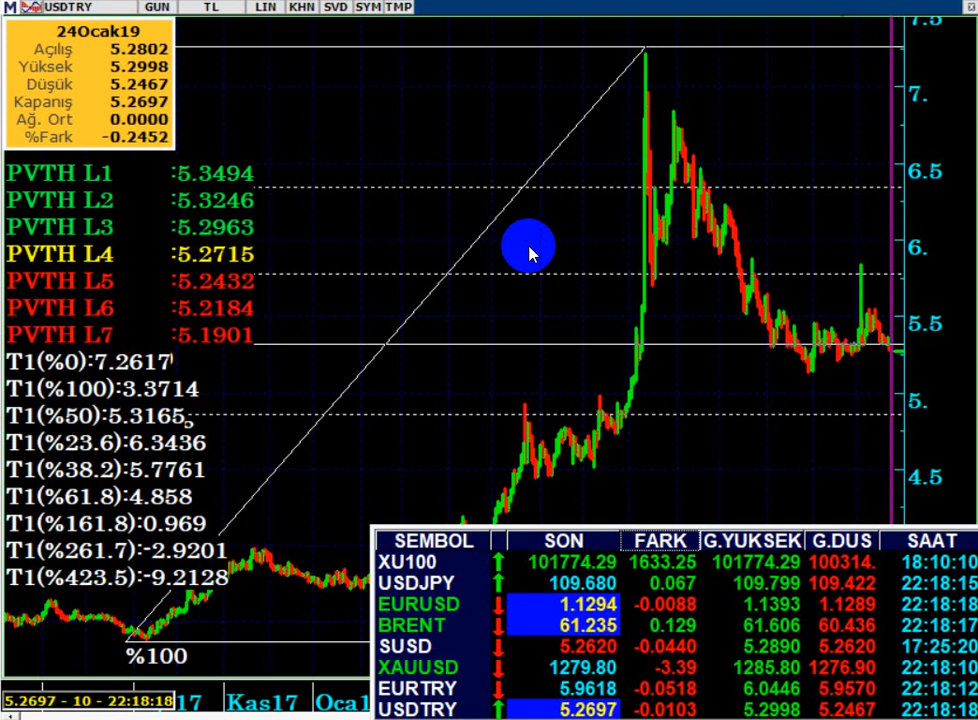 USDTRY GUN TL LIN KHN SVD SYM TMP
24Ocak19
Açılış 5.2802
Yüksek 5.2998
Düşük 5.2467
Kapanış 5.2697
Ağ. Ort 0.0000
%Fark -0.2452
PVTH L1 :5.3494
PVTH L2 :5.3246
PVTH L3 :5.2963
PVTH L4 :5.2715
PVTH L5 :5.2432
PVTH L6 :5.2184
PVTH L7 :5.1901
T1(%0):7.2617
T1(%100):3.3714
T1(%50):5.3165
T1(%23.6):6.3436
T1(%38.2):5.7761
T1(%61.8):4.858
T1(%161.8):0.969
T1(%261.7):-2.9201
T1(%423.5):-9.2128
%100
7.5
7.
6.5
6.
5.5
5.
4.5
SEMBOL SON FARK G.YUKSEK G.DUS SAAT
XU100 101774.29 1633.25 101774.29 100314. 18:10:10
USDJPY 109.680 0.067 109.799 109.422 22:18:15
EURUSD 1.1294 -0.0088 1.1393 1.1289 22:18:18
BRENT 61.235 0.129 61.606 60.436 22:18:17
SUSD 5.2620 -0.0440 5.2890 5.2620 17:25:20
XAUUSD 1279.80 -3.39 1285.80 1276.90 22:18:10
EURTRY 5.9618 -0.0518 6.0446 5.9570 22:18:12
USDTRY 5.2697 -0.0103 5.2998 5.2467 22:18:18
5.2697 - 10 - 22:18:18 17 Kas17 Oca1